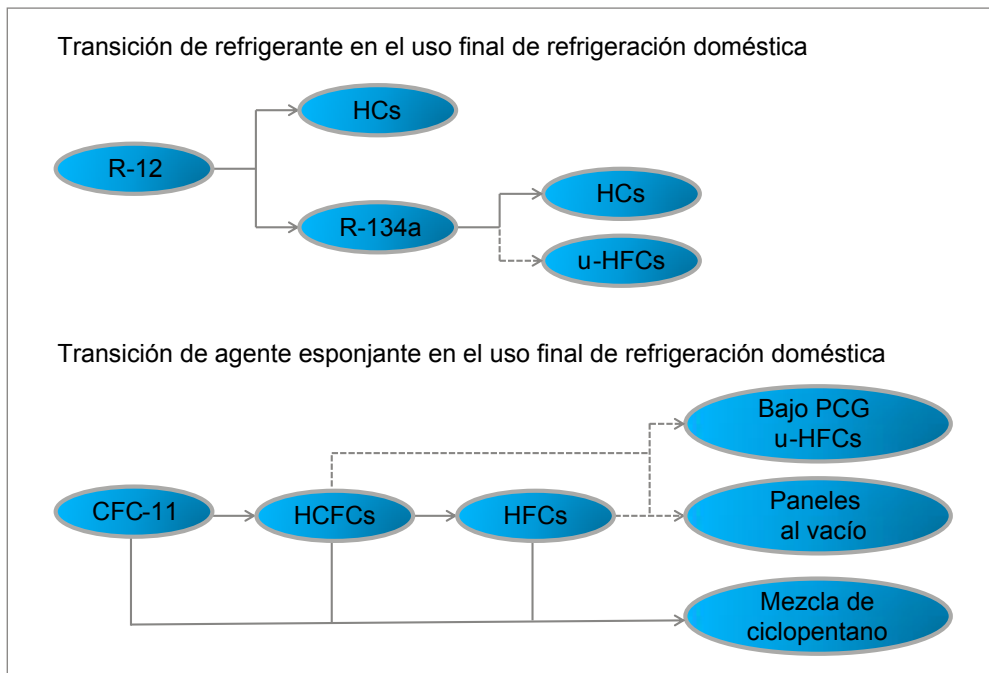 Transición de refrigerante en el uso final de refrigeración doméstica
HCs
R-12
R-134a
HCs
u-HFCs
Transición de agente esponjante en el uso final de refrigeración doméstica
Bajo PCG
u-HFCs
CFC-11
HCFCs
HFCs
Paneles
al vacío
Mezcla de
ciclopentano